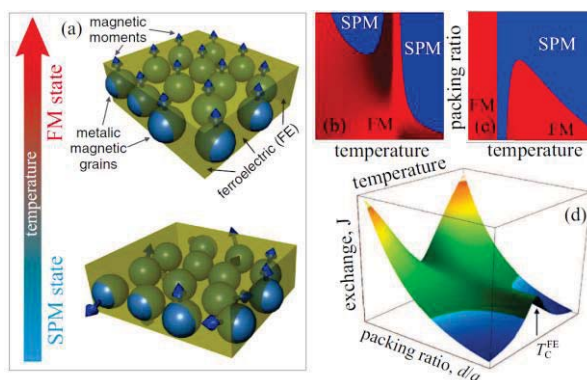 (a)
magnetic
moments
FM state
temperature
SPM state
metalic
magnetic
grains
ferroelectric (FE)
SPM
SPM
(b)
FM
temperature
packing ratio
SPM
(c)
FM
temperature
temperature
(d)
exchange, J
packing ratio, d/a
T_C^FE